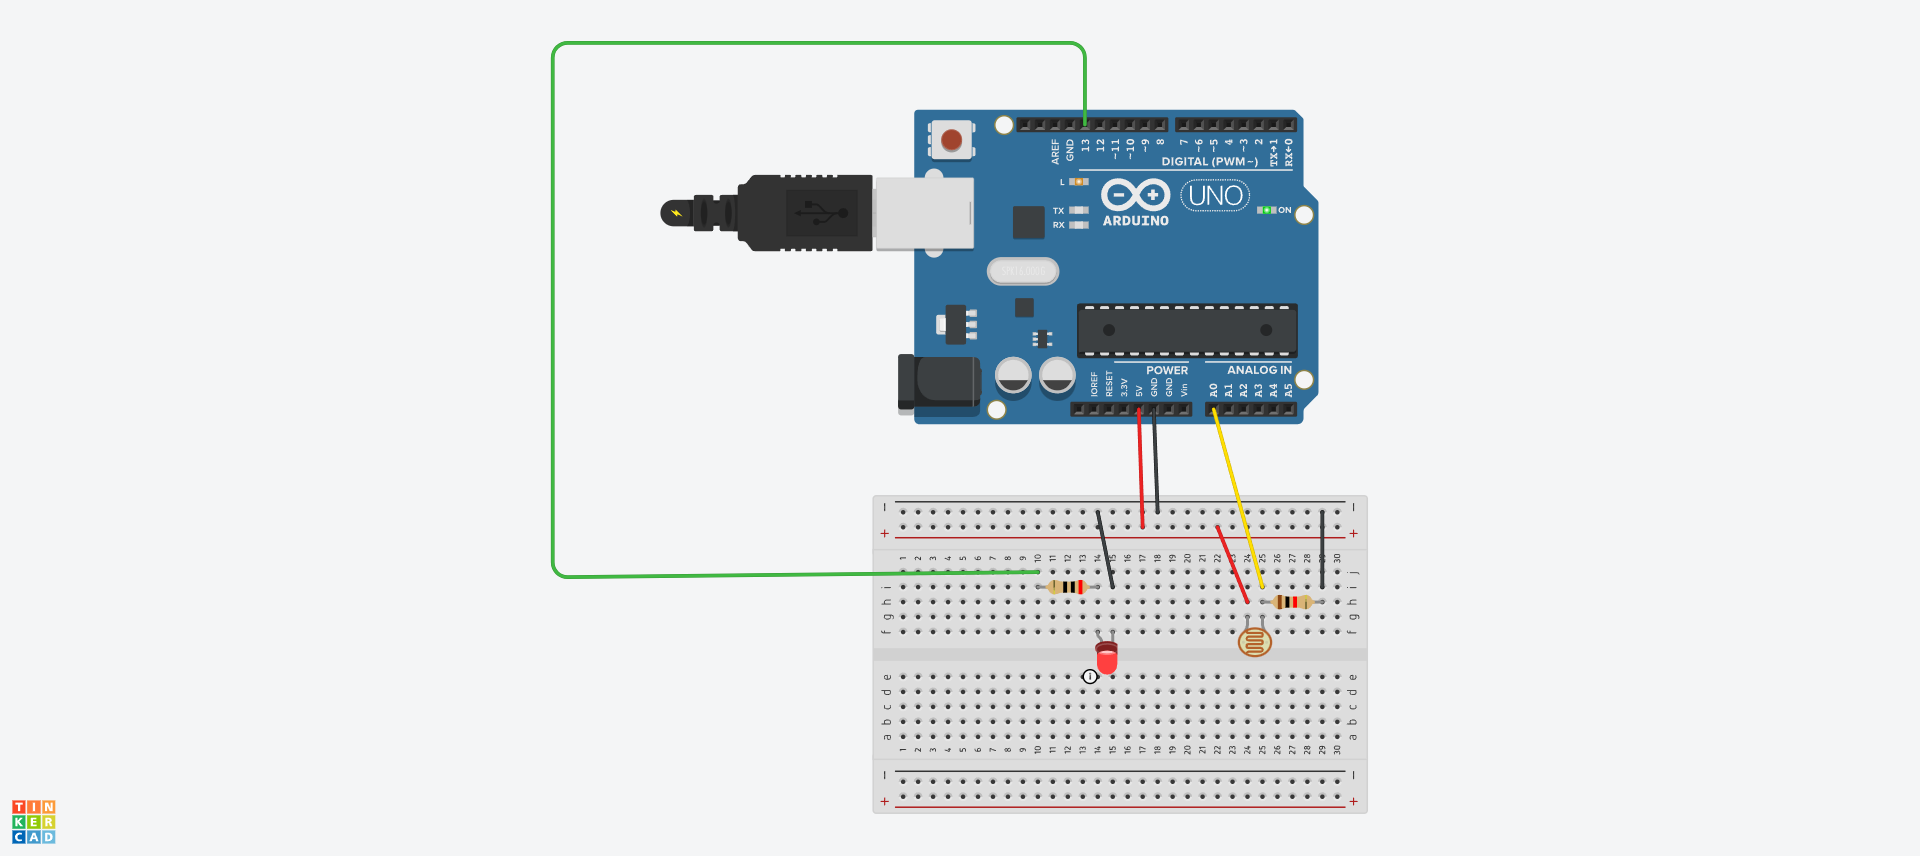 AREF GND 13 12 ~11 ~10 ~9 8 7 ~6 ~5 4 ~3 2 TX→1 RX←0
DIGITAL (PWM~)
L
TX
RX
UNO
ARDUINO
ON
POWER
ANALOG IN
IOREF RESET 3.3V 5V GND GND Vin A0 A1 A2 A3 A4 A5
− −
+ +
1 2 3 4 5 6 7 8 9 10 11 12 13 14 15 16 17 18 19 20 21 22 23 24 25 26 27 28 29 30
j
i i
h h
g g
f f
i
e e
d d
c c
b b
a a
1 2 3 4 5 6 7 8 9 10 11 12 13 14 15 16 17 18 19 20 21 22 23 24 25 26 27 28 29 30
− −
+ +
TIN
KER
CAD